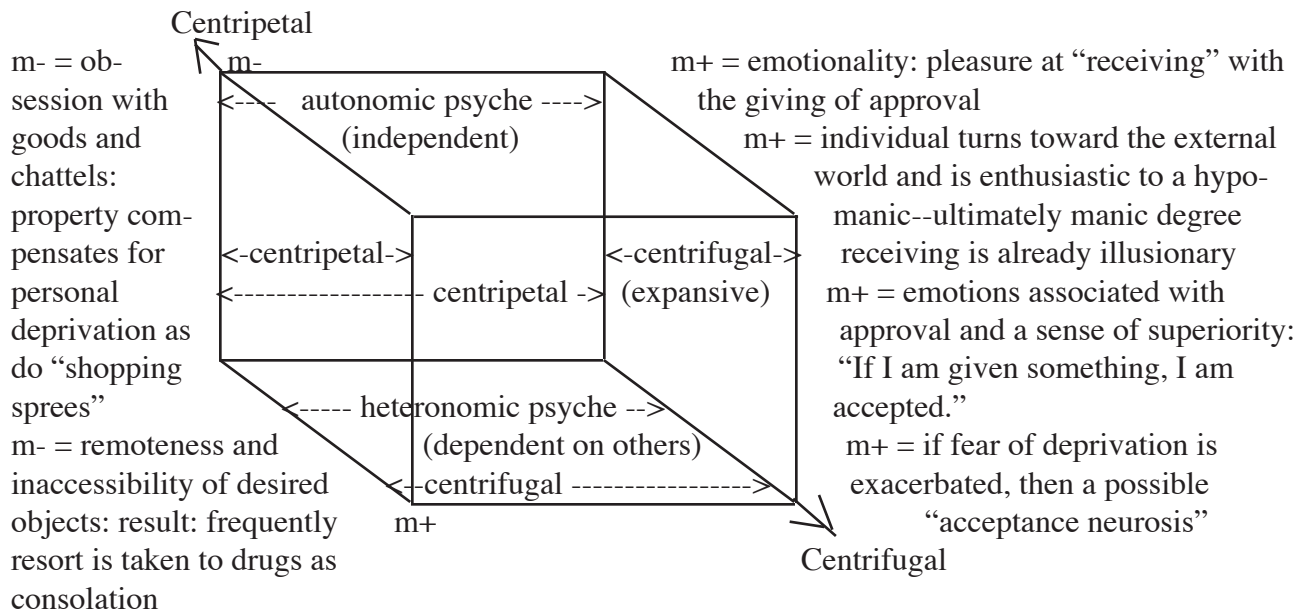 Centripetal
m- = ob-
session with
goods and
chattels:
property com-
pensates for
personal
deprivation as
do “shopping
sprees”
m- = remoteness and
inaccessibility of desired
objects: result: frequently
resort is taken to drugs as
consolation
m-
<---- autonomic psyche ---->
(independent)
<-centripetal->
<-centrifugal->
<---------------- centripetal ->
(expansive)
<----- heteronomic psyche -->
(dependent on others)
<--centrifugal --------------->
m+
m+ = emotionality: pleasure at “receiving” with
the giving of approval
m+ = individual turns toward the external
world and is enthusiastic to a hypo-
manic--ultimately manic degree
receiving is already illusionary
m+ = emotions associated with
approval and a sense of superiority:
“If I am given something, I am
accepted.”
m+ = if fear of deprivation is
exacerbated, then a possible
“acceptance neurosis”
Centrifugal